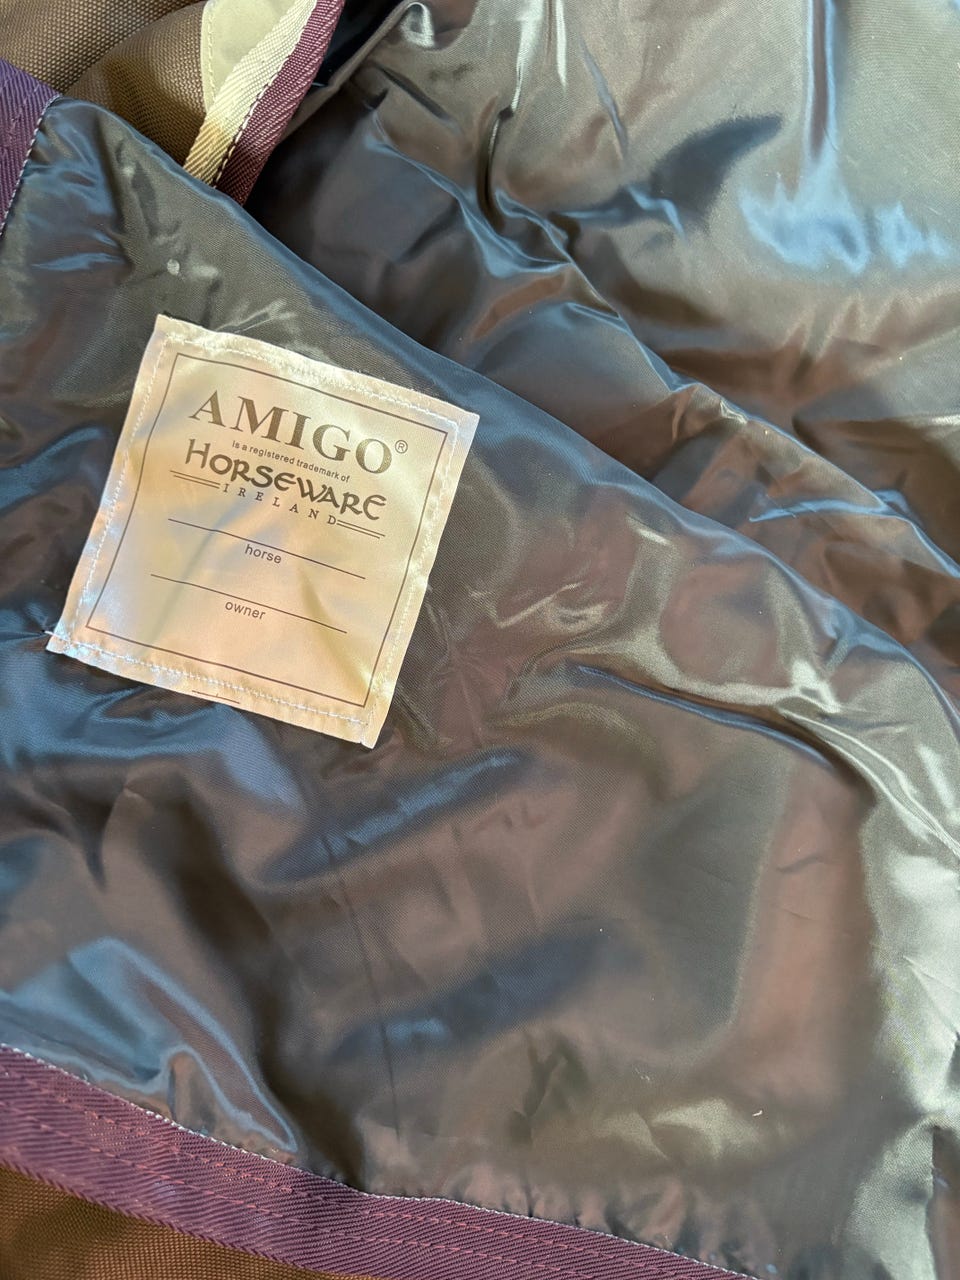 AMIGO®
is a registered trademark of
HORSEWARE
IRELAND
horse
owner